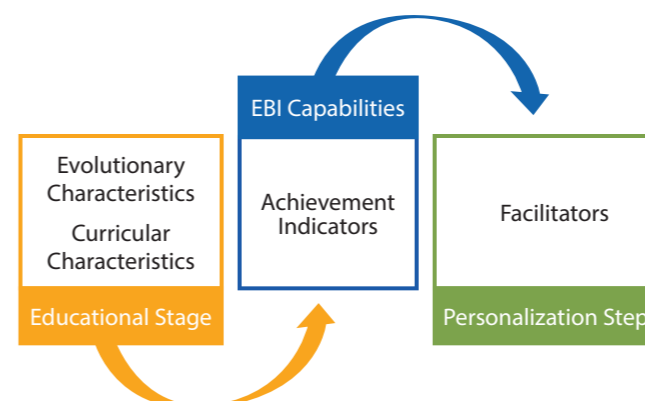 Evolutionary
Characteristics
Curricular
Characteristics
Educational Stage
EBI Capabilities
Achievement
Indicators
Facilitators
Personalization Step